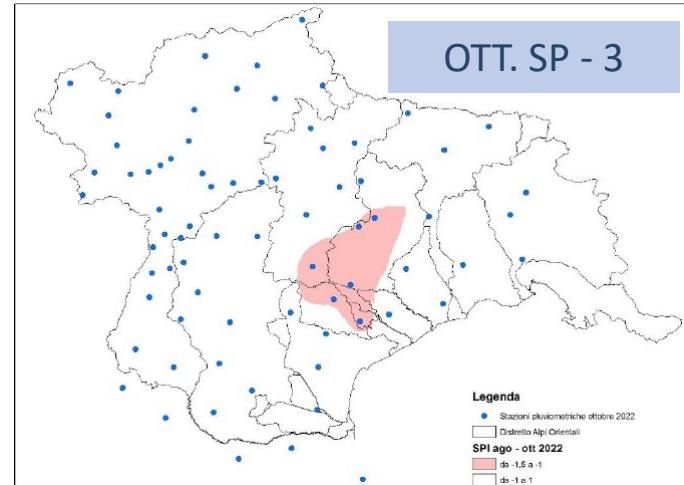 OTT. SP - 3
Legenda
Stazioni pluviometriche ottobre 2022
Distretto Alpi Orientali
SPI ago - ott 2022
da -1,5 a -1
da -1 a 1